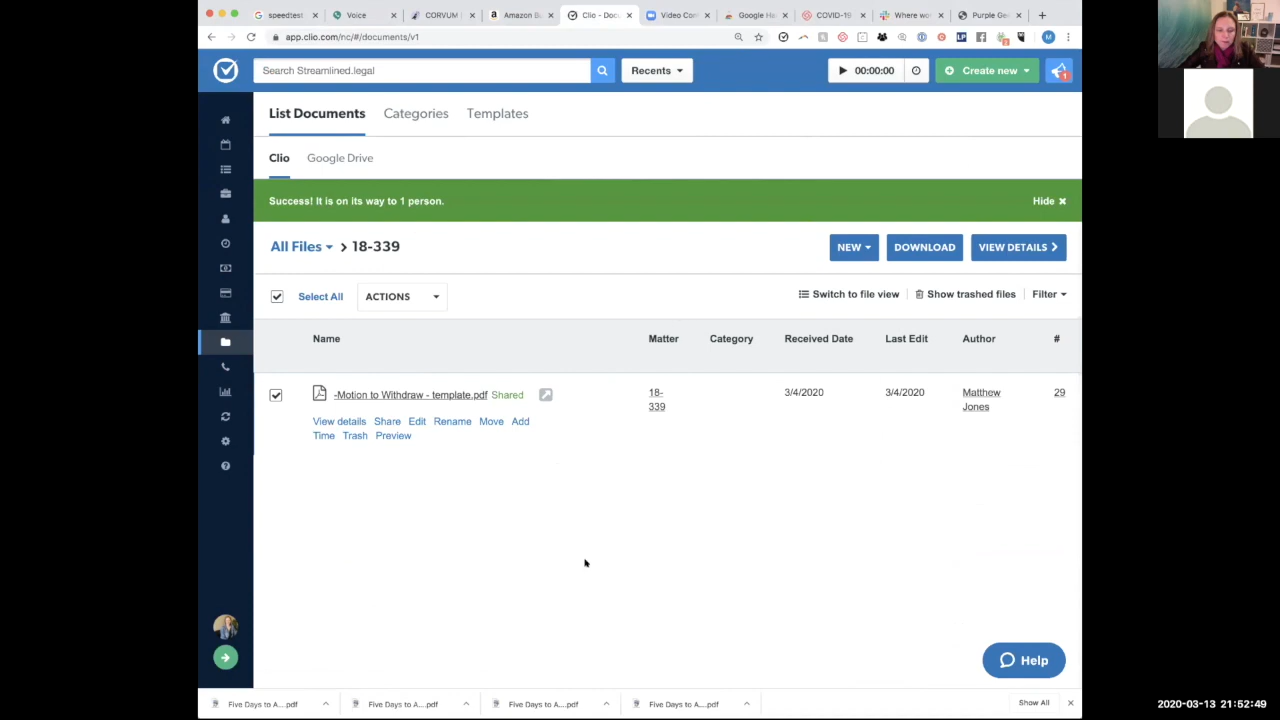 speedtest
Voice
CORVUM
Amazon B
Clio - Doc
Video Con
Google Ha
COVID-19
Where wo
Purple Ge
app.clio.com/nc/#/documents/v1
M
Search Streamlined.legal
Recents
00:00:00
Create new
1
List Documents
Categories
Templates
Clio
Google Drive
Success! It is on its way to 1 person.
Hide ×
All Files > 18-339
NEW
DOWNLOAD
VIEW DETAILS
Select All
ACTIONS
Switch to file view
Show trashed files
Filter
Name
Matter
Category
Received Date
Last Edit
Author
#
-Motion to Withdraw - template.pdf Shared
18-
339
3/4/2020
3/4/2020
Matthew
Jones
29
View details Share Edit Rename Move Add
Time Trash Preview
Help
Five Days to A....pdf
Five Days to A....pdf
Five Days to A....pdf
Five Days to A....pdf
Show All
2020-03-13 21:52:49